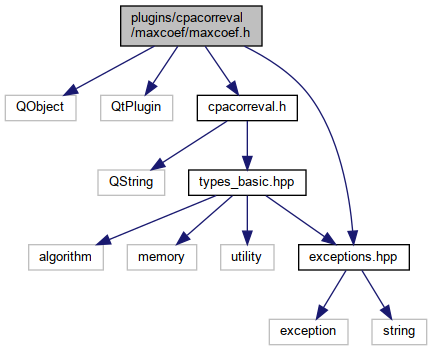 plugins/cpacorreval
/maxcoef/maxcoef.h
QObject
QtPlugin
cpacorreval.h
QString
types_basic.hpp
algorithm
memory
utility
exceptions.hpp
exception
string